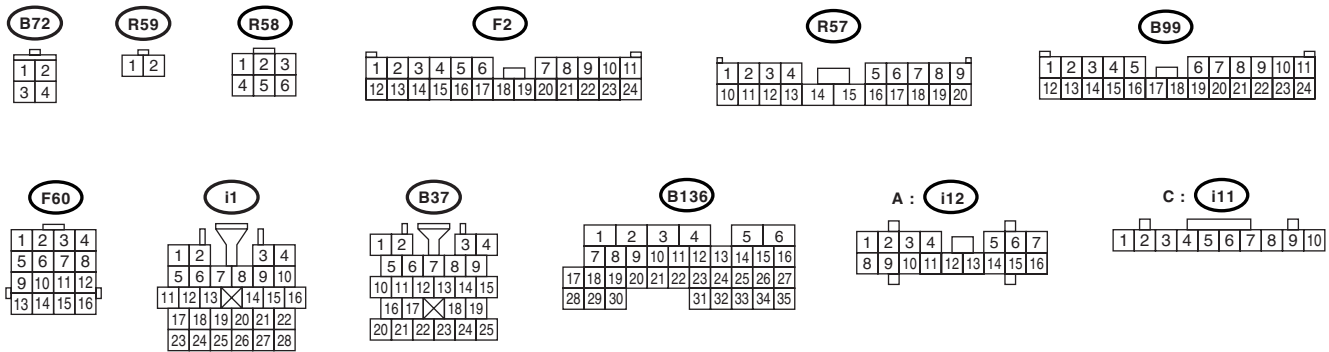 B72 R59 R58 F2 R57 B99
1 2
3 4
1 2
1 2 3
4 5 6
1 2 3 4 5 6 7 8 9 10 11
12 13 14 15 16 17 18 19 20 21 22 23 24
1 2 3 4 5 6 7 8 9
10 11 12 13 14 15 16 17 18 19 20
1 2 3 4 5 6 7 8 9 10 11
12 13 14 15 16 17 18 19 20 21 22 23 24
F60 i1 B37 B136 A : i12 C : i11
1 2 3 4
5 6 7 8
9 10 11 12
13 14 15 16
1 2 3 4
5 6 7 8 9 10
11 12 13 14 15 16
17 18 19 20 21 22
23 24 25 26 27 28
1 2 3 4
5 6 7 8 9
10 11 12 13 14 15
16 17 18 19
20 21 22 23 24 25
1 2 3 4 5 6
7 8 9 10 11 12 13 14 15 16
17 18 19 20 21 22 23 24 25 26 27
28 29 30 31 32 33 34 35
1 2 3 4 5 6 7
8 9 10 11 12 13 14 15 16
1 2 3 4 5 6 7 8 9 10